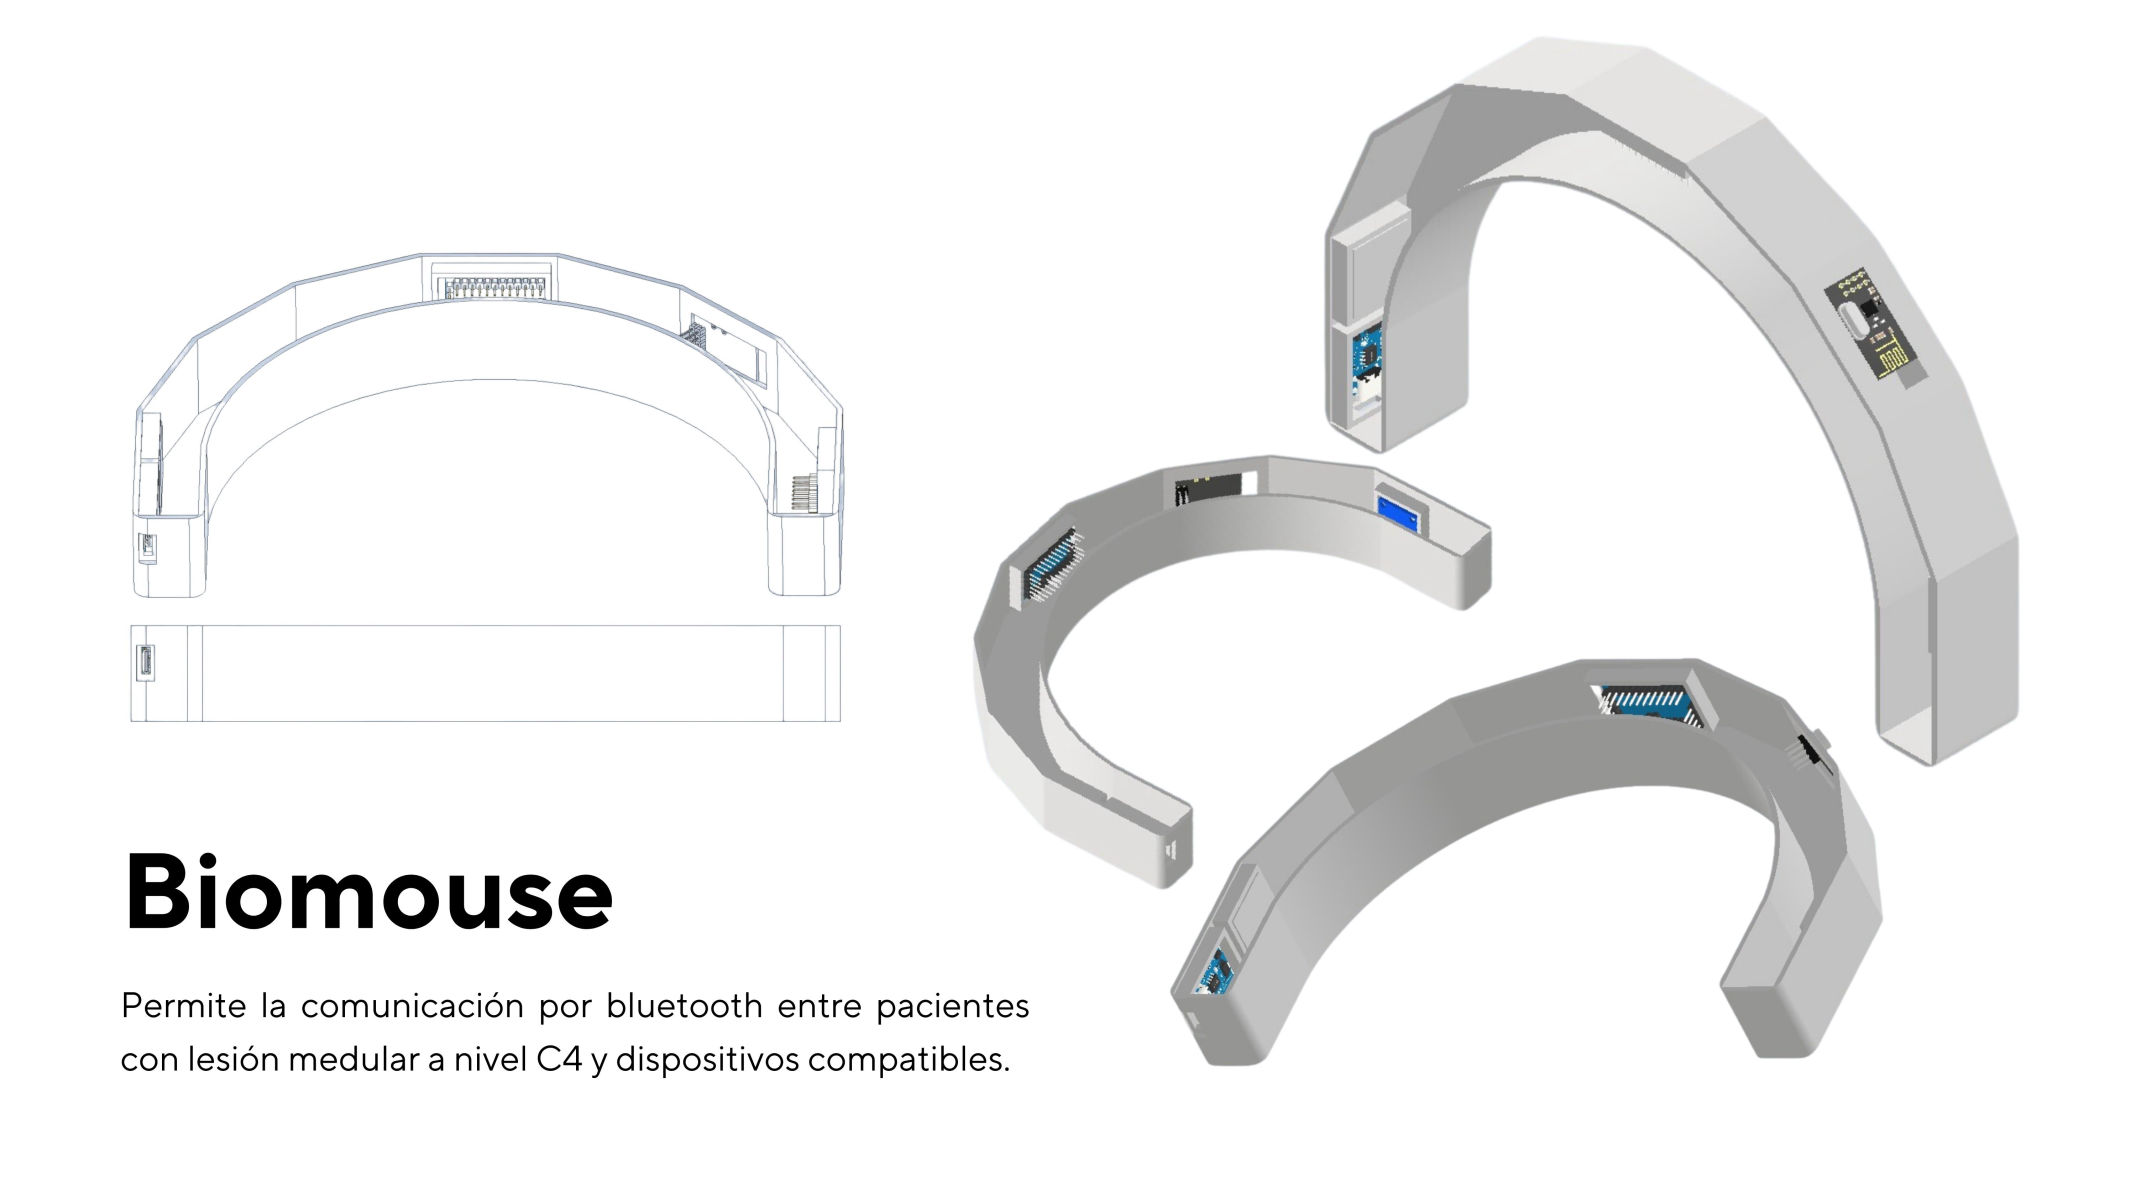 Biomouse
Permite la comunicación por bluetooth entre pacientes
con lesión medular a nivel C4 y dispositivos compatibles.